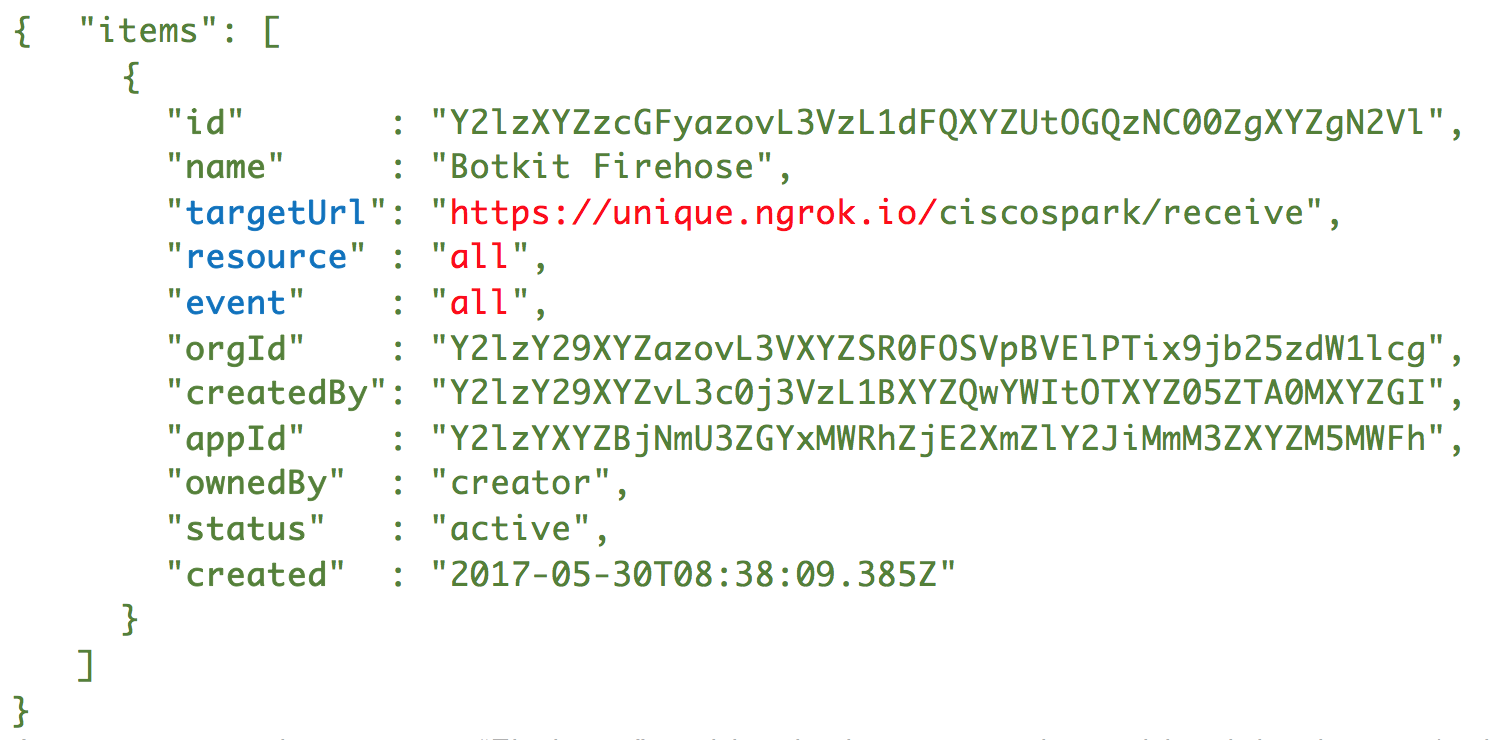 {  "items": [
{
"id" : "Y2lzXYZzcGFyazovL3VzL1dFQXYZUtOGQzNC00ZgXYZgN2Vl",
"name" : "Botkit Firehose",
"targetUrl": "https://unique.ngrok.io/ciscospark/receive",
"resource" : "all",
"event" : "all",
"orgId" : "Y2lzY29XYZazovL3VXYZSR0FOSVpBVElPTix9jb25zdW1lcg",
"createdBy": "Y2lzY29XYZvL3c0j3VzL1BXYZQwYWItOTXYZ05ZTA0MXYZGI",
"appId" : "Y2lzYXYZBjNmU3ZGYxMWRhZjE2XmZlY2JiMmM3ZXYZM5MWFh",
"ownedBy" : "creator",
"status" : "active",
"created" : "2017-05-30T08:38:09.385Z"
}
]
}